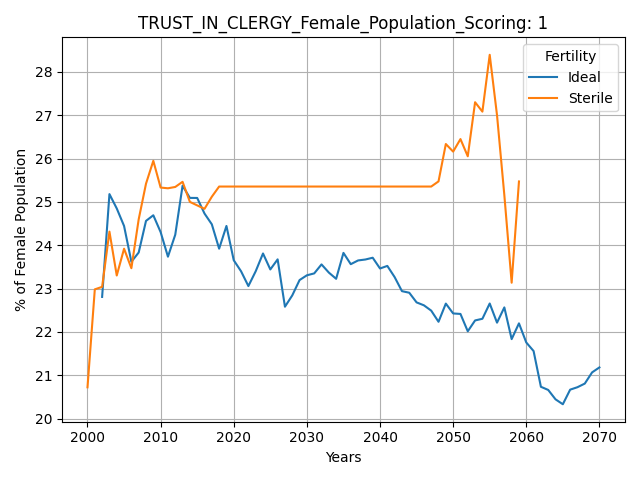 TRUST_IN_CLERGY_Female_Population_Scoring: 1
Fertility
Ideal
Sterile
% of Female Population
28
27
26
25
24
23
22
21
20
2000 2010 2020 2030 2040 2050 2060 2070
Years